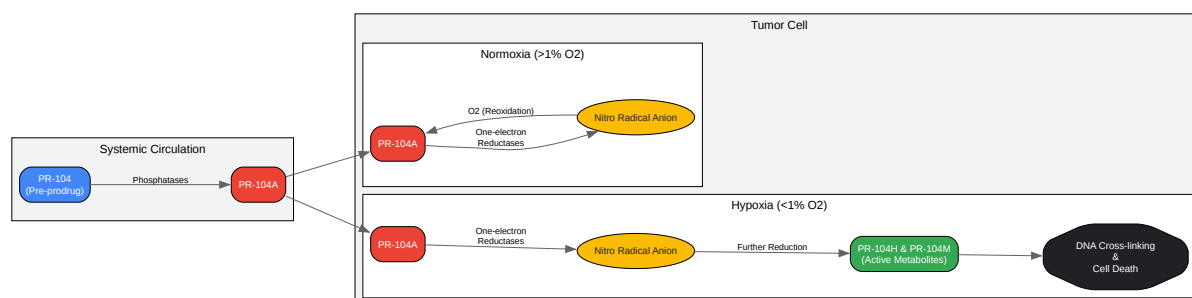 Tumor Cell
Normoxia (>1% O2)
O2 (Reoxidation)
Nitro Radical Anion
PR-104A
One-electron
Reductases
Systemic Circulation
PR-104
(Pre-prodrug)
Phosphatases
PR-104A
Hypoxia (<1% O2)
PR-104A
One-electron
Reductases
Nitro Radical Anion
Further Reduction
PR-104H & PR-104M
(Active Metabolites)
DNA Cross-linking
&
Cell Death